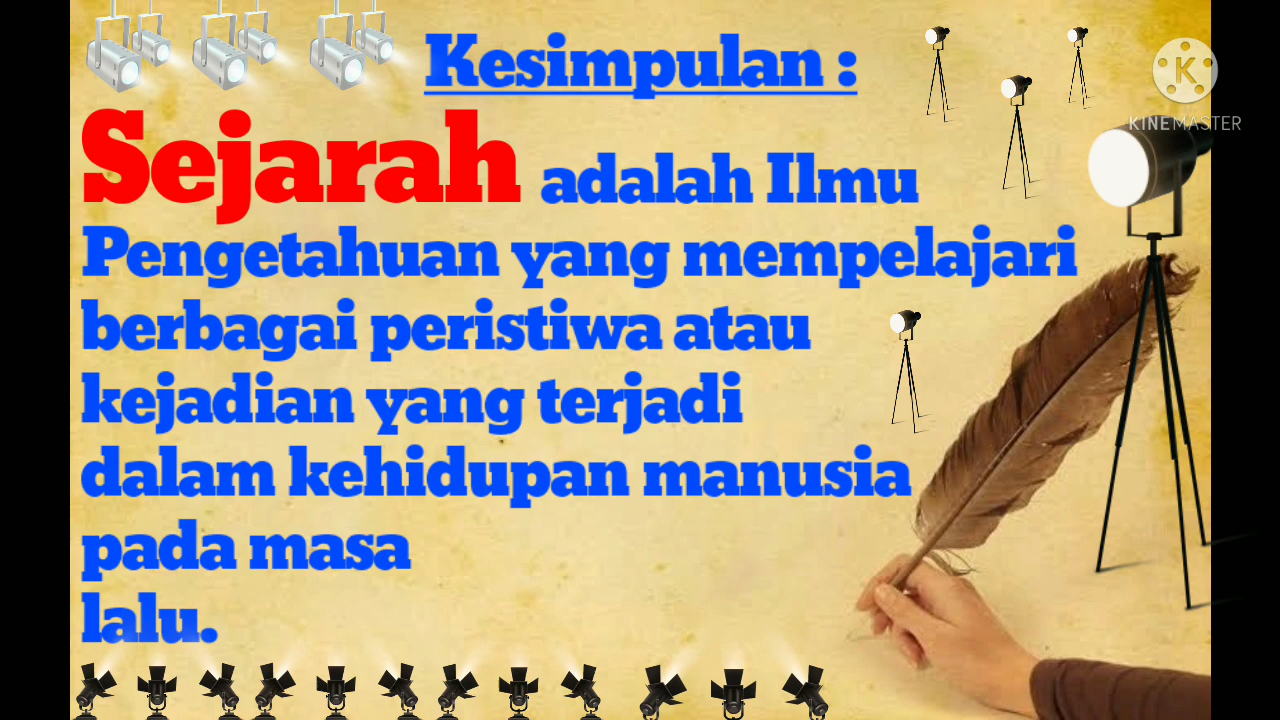 Kesimpulan :
Sejarah adalah Ilmu
Pengetahuan yang mempelajari
berbagai peristiwa atau
kejadian yang terjadi
dalam kehidupan manusia
pada masa
lalu.
K
KINEMASTER